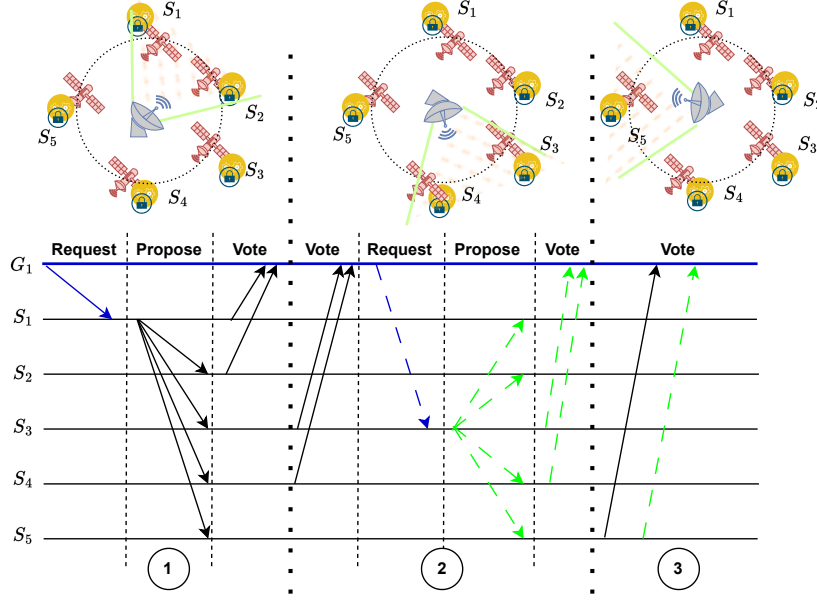 S1
S2
S3
S4
S5
S1
S2
S3
S4
S5
S1
S2
S3
S4
S5
Request Propose Vote Vote Request Propose Vote Vote
G1
S1
S2
S3
S4
S5
1 2 3